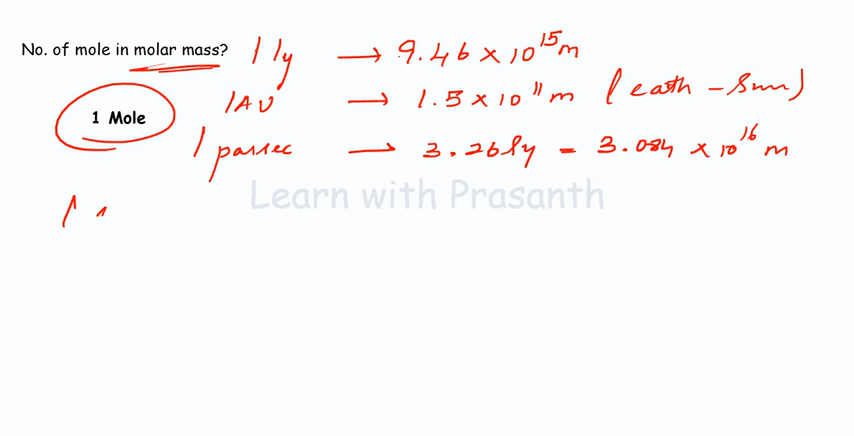 No. of mole in molar mass?
1 ly → 9.46 × 10^15 m
1 Mole
1 AU → 1.5 × 10^11 m (eath - Sun)
1 parsec → 3.26 ly = 3.084 × 10^16 m
Learn with Prasanth